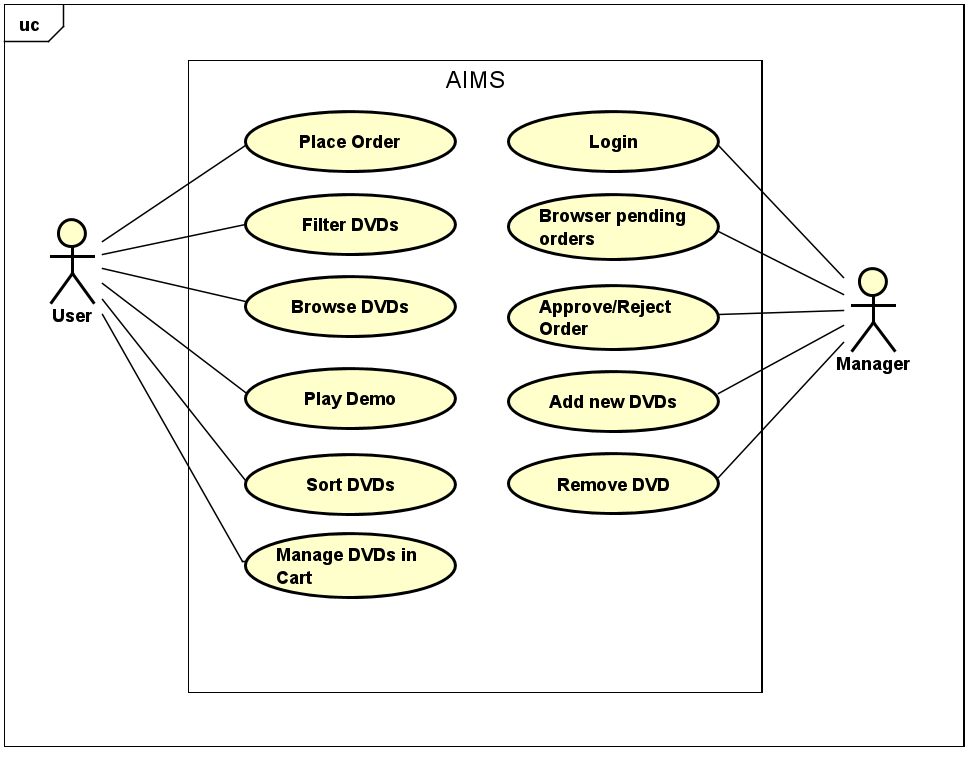 uc
AIMS
Place Order
Filter DVDs
Browse DVDs
Play Demo
Sort DVDs
Manage DVDs in
Cart
Login
Browser pending
orders
Approve/Reject
Order
Add new DVDs
Remove DVD
User
Manager